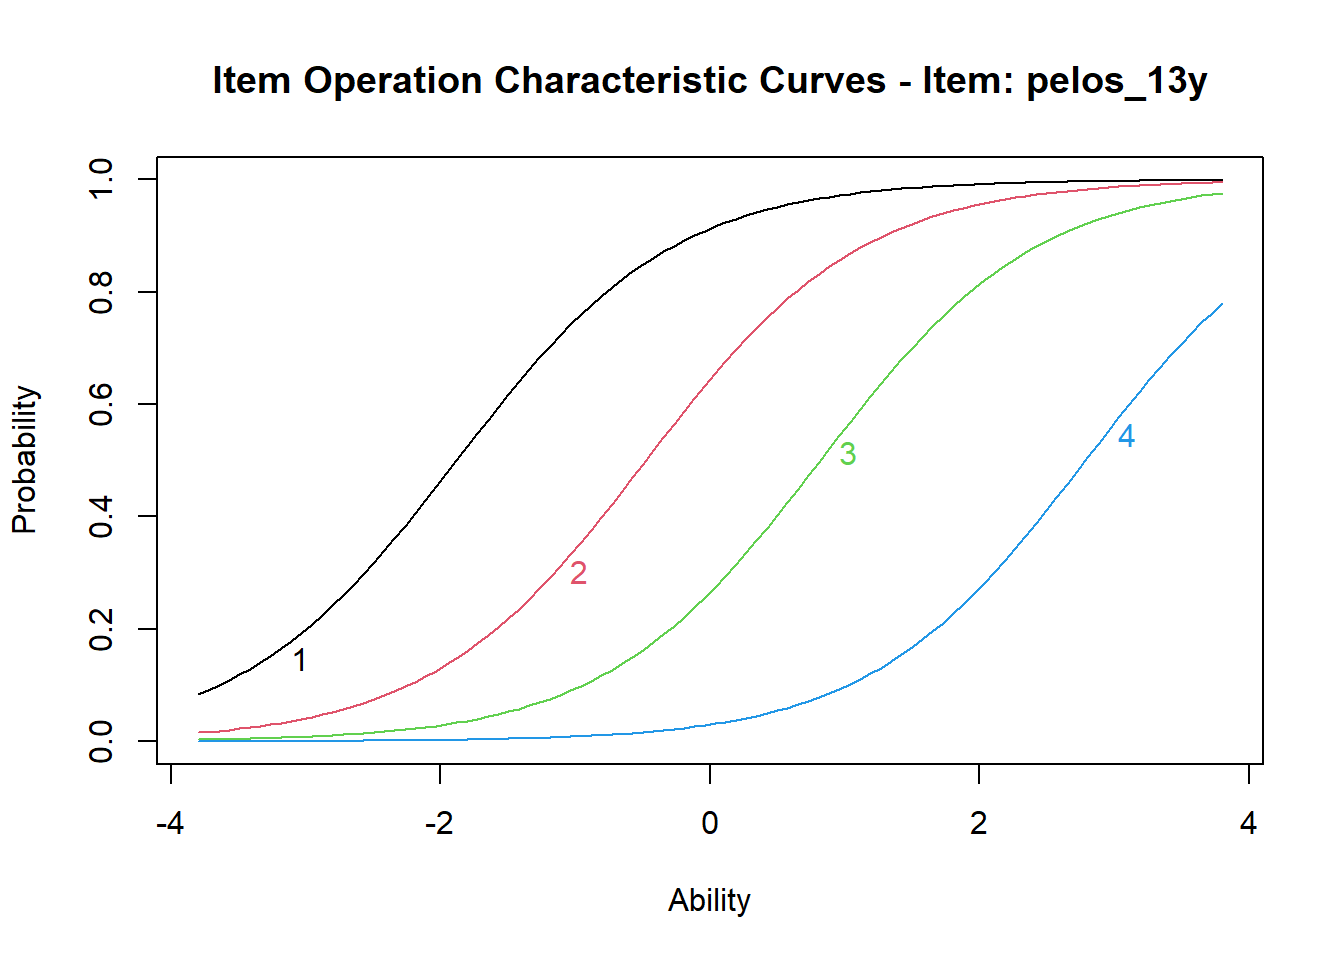 Item Operation Characteristic Curves - Item: pelos_13y
1.0
0.8
0.6
0.4
0.2
0.0
Probability
1
2
3
4
-4 -2 0 2 4
Ability